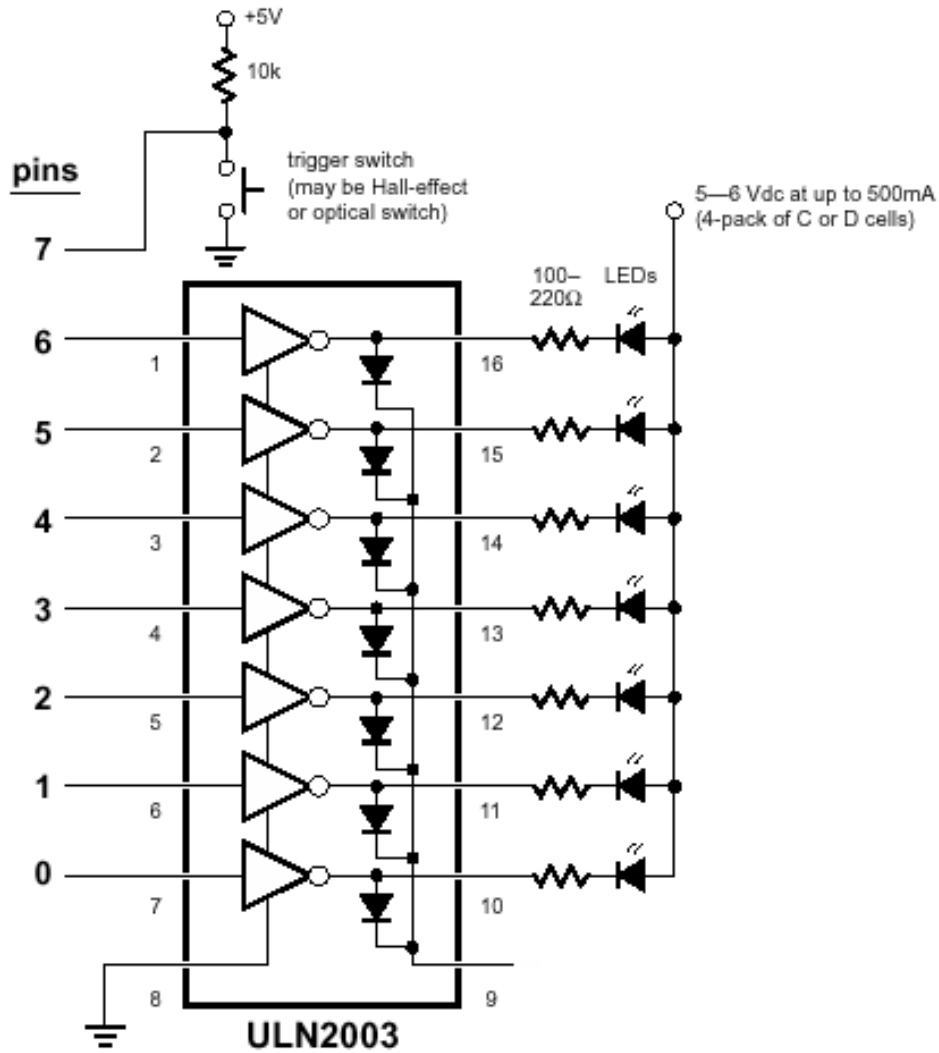 +5V
10k
pins
trigger switch
(may be Hall-effect
or optical switch)
5—6 Vdc at up to 500mA
(4-pack of C or D cells)
7
100–
220Ω
LEDs
6
1
16
5
2
15
4
3
14
3
4
13
2
5
12
1
6
11
0
7
10
8
9
ULN2003